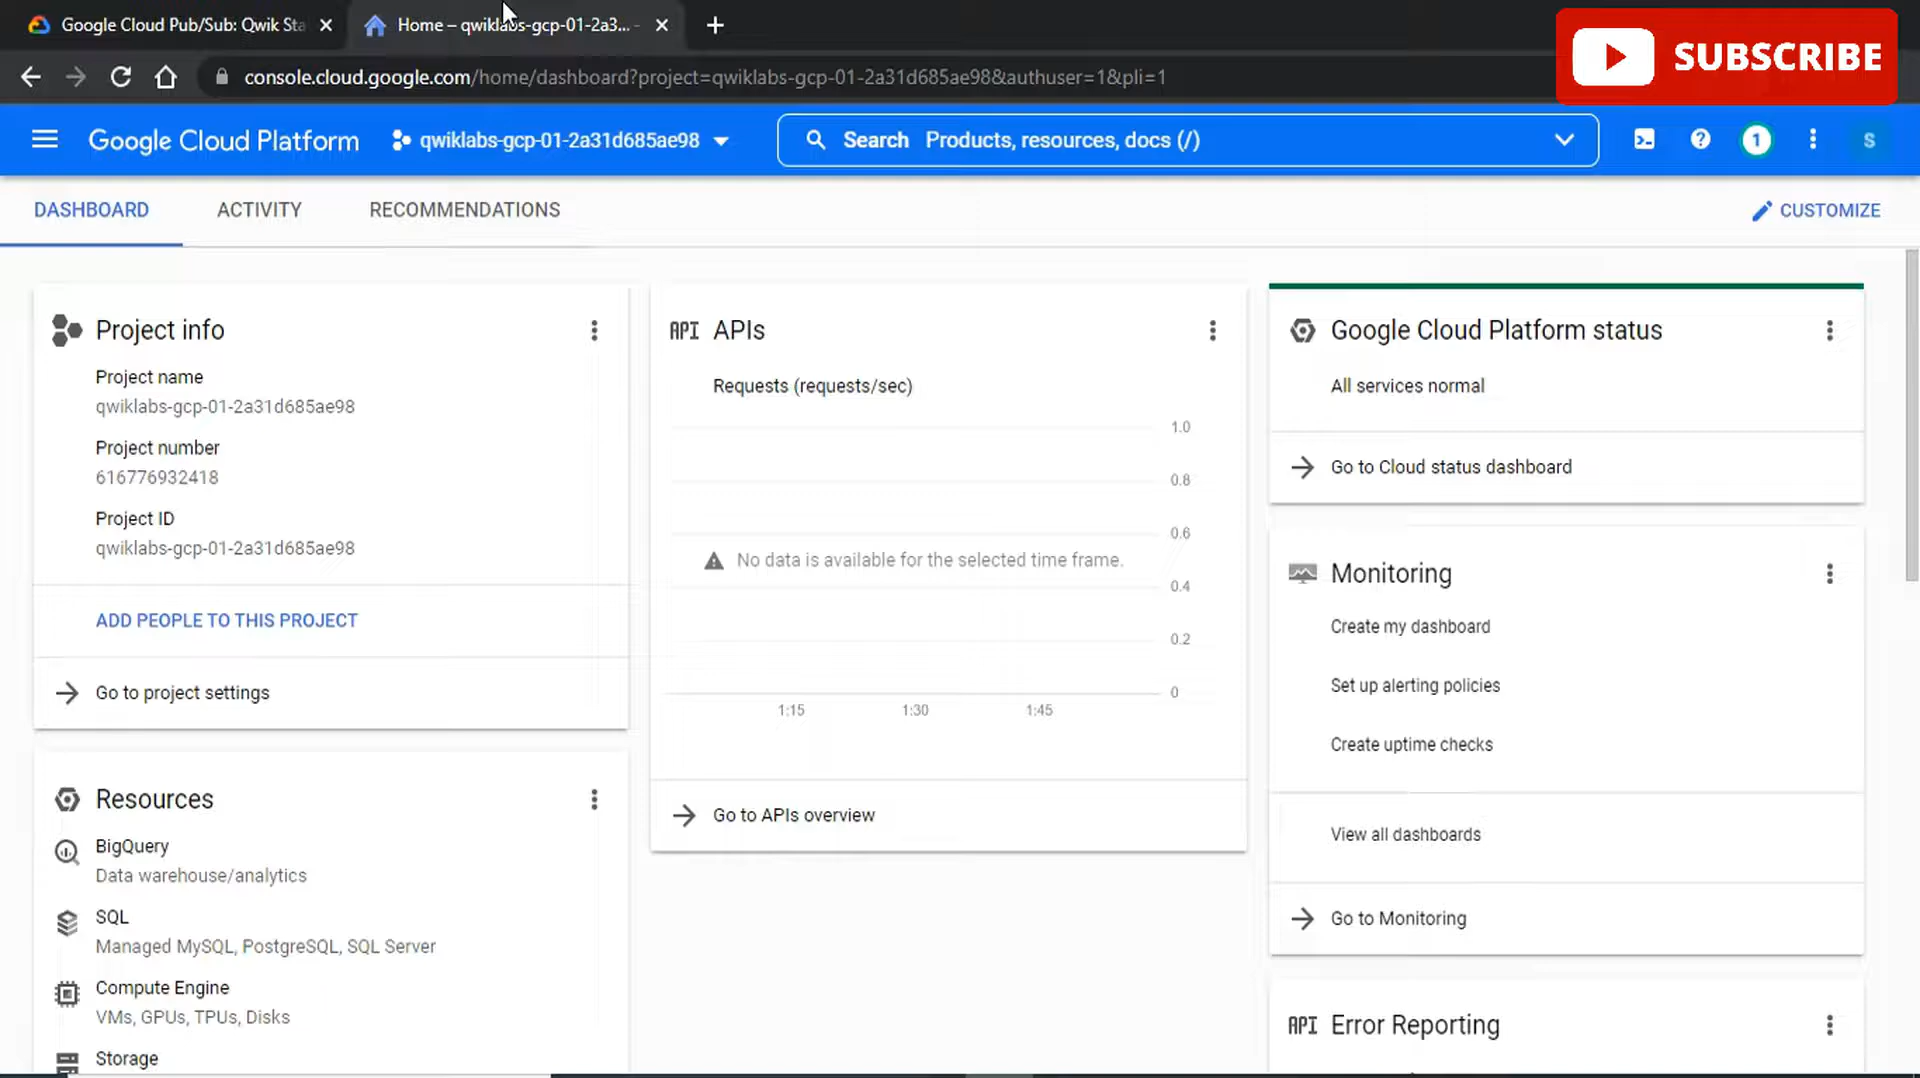 Google Cloud Pub/Sub: Qwik Sta
Home – qwiklabs-gcp-01-2a3... -
SUBSCRIBE
console.cloud.google.com/home/dashboard?project=qwiklabs-gcp-01-2a31d685ae98&authuser=1&pli=1
Google Cloud Platform
qwiklabs-gcp-01-2a31d685ae98
Search Products, resources, docs (/)
1
S
DASHBOARD
ACTIVITY
RECOMMENDATIONS
CUSTOMIZE
Project info
Project name
qwiklabs-gcp-01-2a31d685ae98
Project number
616776932418
Project ID
qwiklabs-gcp-01-2a31d685ae98
ADD PEOPLE TO THIS PROJECT
Go to project settings
Resources
BigQuery
Data warehouse/analytics
SQL
Managed MySQL, PostgreSQL, SQL Server
Compute Engine
VMs, GPUs, TPUs, Disks
Storage
API APIs
Requests (requests/sec)
1.0
0.8
0.6
No data is available for the selected time frame.
0.4
0.2
0
1:15
1:30
1:45
Go to APIs overview
Google Cloud Platform status
All services normal
Go to Cloud status dashboard
Monitoring
Create my dashboard
Set up alerting policies
Create uptime checks
View all dashboards
Go to Monitoring
API Error Reporting